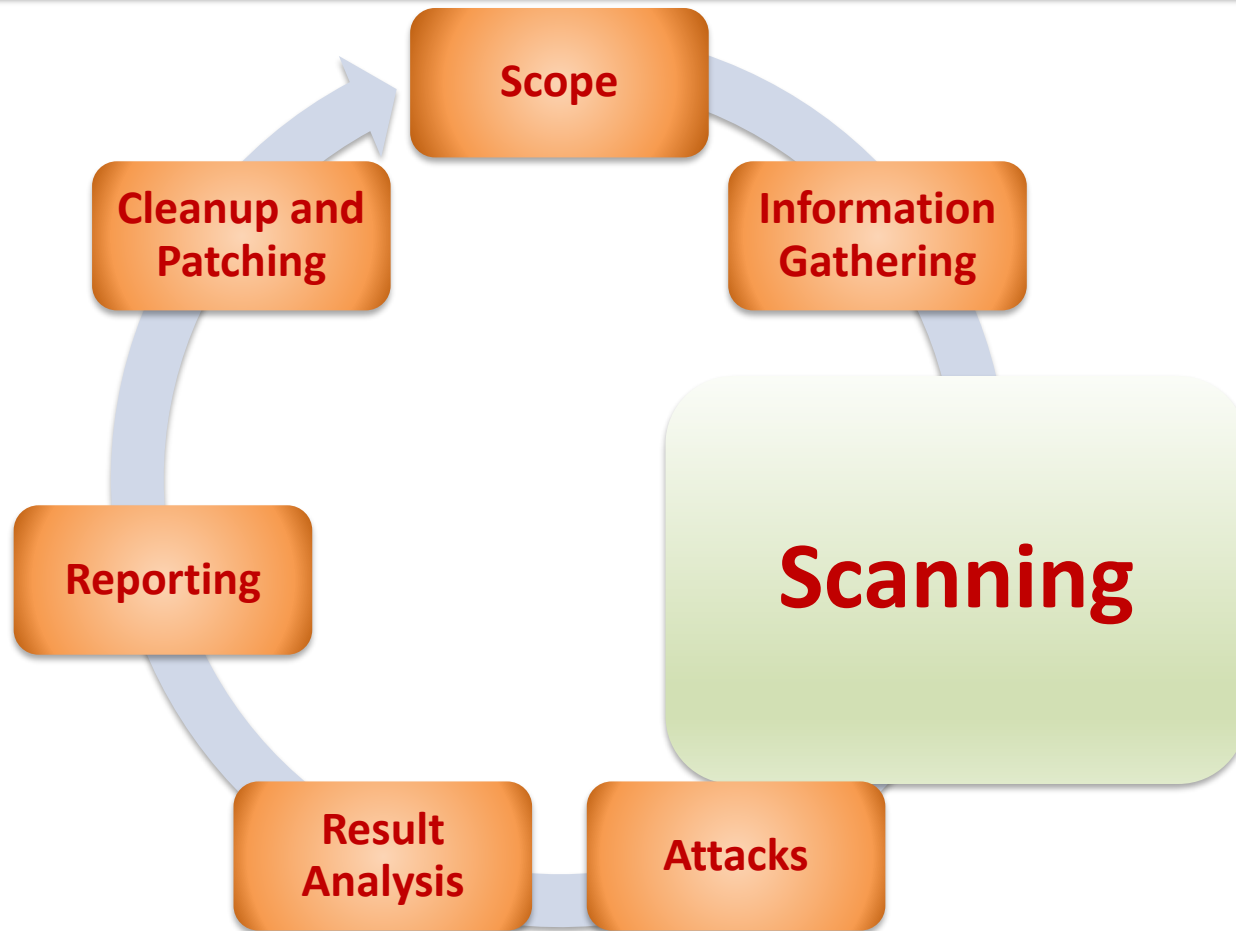 Scope
Information
Gathering
Scanning
Attacks
Result
Analysis
Reporting
Cleanup and
Patching